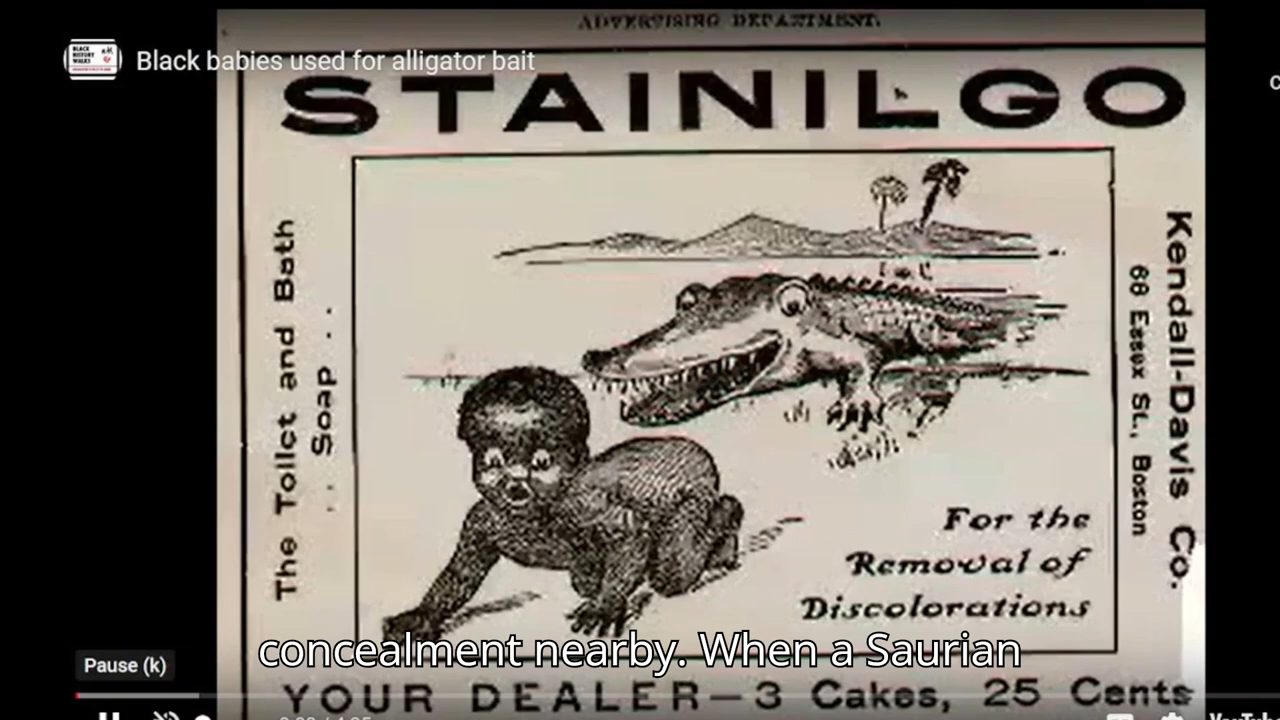 ADVERTISING DEPARTMENT.
Black babies used for alligator bait
STAINILGO
The Toilet and Bath
Soap
Kendall-Davis Co.
68 Essex St., Boston
For the
Removal of
Discolorations
concealment nearby. When a Saurian
Pause (k)
YOUR DEALER—3 Cakes, 25 Cents